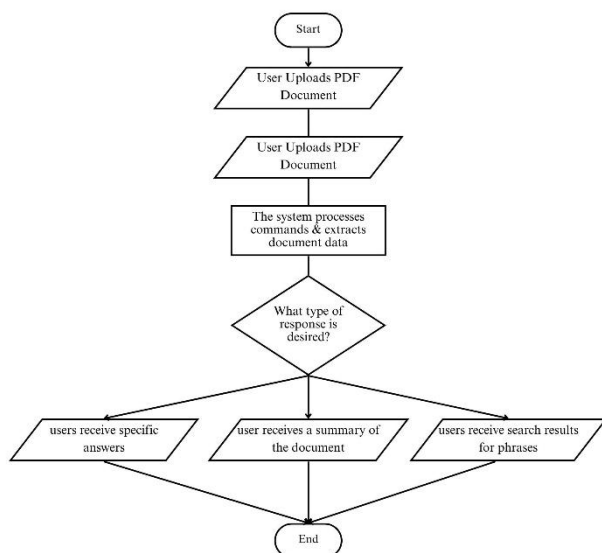 Start
User Uploads PDF
Document
User Uploads PDF
Document
The system processes
commands & extracts
document data
What type of
response is
desired?
users receive specific
answers
user receives a summary of
the document
users receive search results
for phrases
End